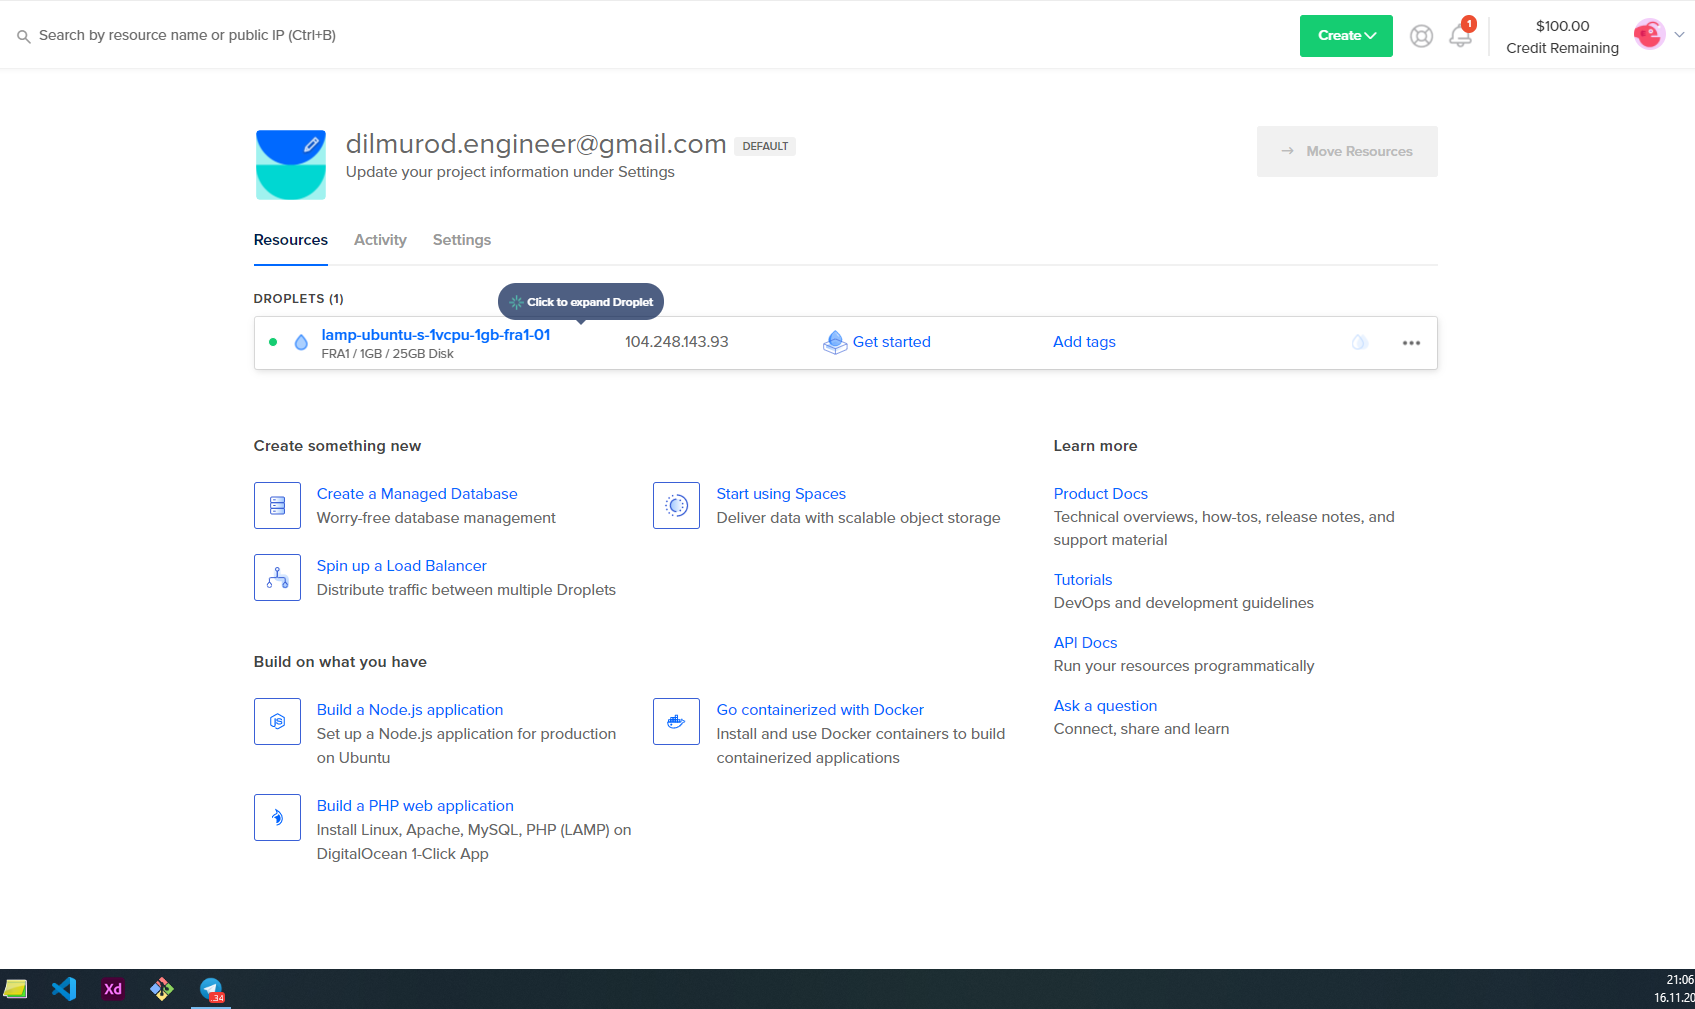 Search by resource name or public IP (Ctrl+B)
Create
1
$100.00
Credit Remaining
dilmurod.engineer@gmail.com DEFAULT
Update your project information under Settings
Move Resources
Resources Activity Settings
DROPLETS (1)
Click to expand Droplet
lamp-ubuntu-s-1vcpu-1gb-fra1-01
FRA1 / 1GB / 25GB Disk
104.248.143.93
Get started
Add tags
Create something new
Create a Managed Database
Worry-free database management
Start using Spaces
Deliver data with scalable object storage
Spin up a Load Balancer
Distribute traffic between multiple Droplets
Build on what you have
Build a Node.js application
Set up a Node.js application for production
on Ubuntu
Go containerized with Docker
Install and use Docker containers to build
containerized applications
Build a PHP web application
Install Linux, Apache, MySQL, PHP (LAMP) on
DigitalOcean 1-Click App
Learn more
Product Docs
Technical overviews, how-tos, release notes, and
support material
Tutorials
DevOps and development guidelines
API Docs
Run your resources programmatically
Ask a question
Connect, share and learn
JS
Xd
34
21:06
16.11.20